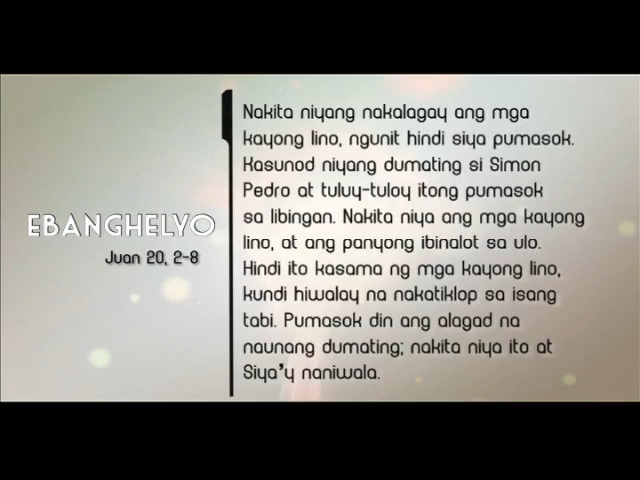 EBANGHELYO
Juan 20, 2-8
Nakita niyang nakalagay ang mga
kayong lino, ngunit hindi siya pumasok.
Kasunod niyang dumating si Simon
Pedro at tuluy-tuloy itong pumasok
sa libingan. Nakita niya ang mga kayong
lino, at ang panyong ibinalot sa ulo.
Hindi ito kasama ng mga kayong lino,
kundi hiwalay na nakatiklop sa isang
tabi. Pumasok din ang alagad na
naunang dumating; nakita niya ito at
Siya'y naniwala.